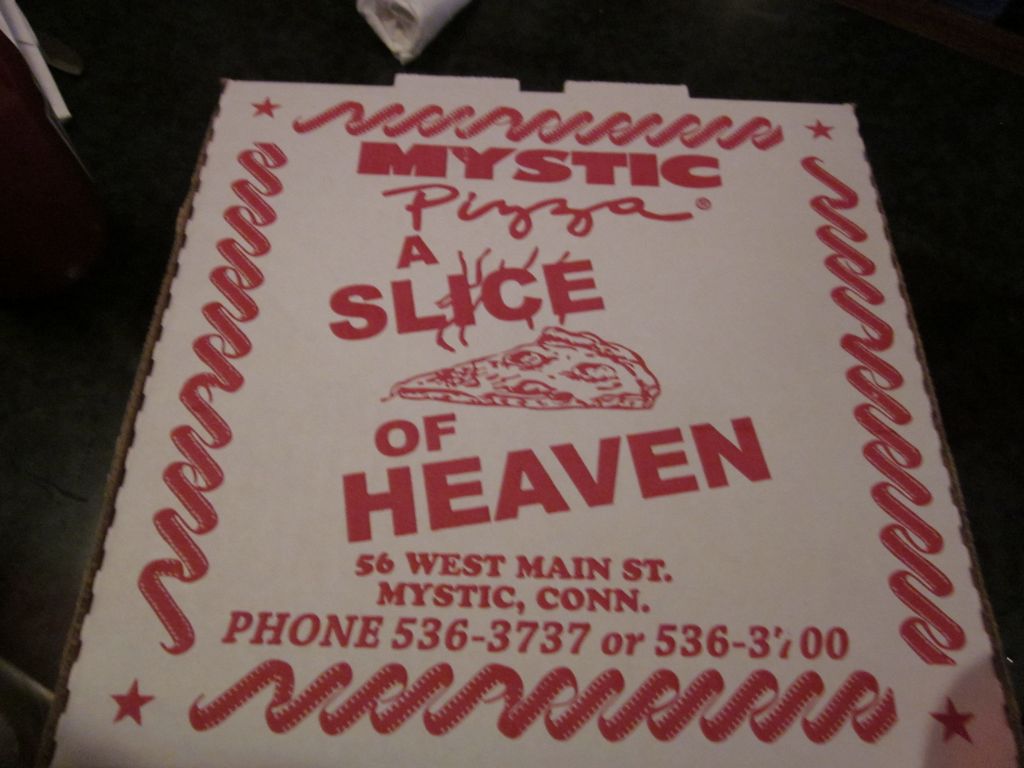 MYSTIC
Pizza®
A
SLICE
OF
HEAVEN
56 WEST MAIN ST.
MYSTIC, CONN.
PHONE 536-3737 or